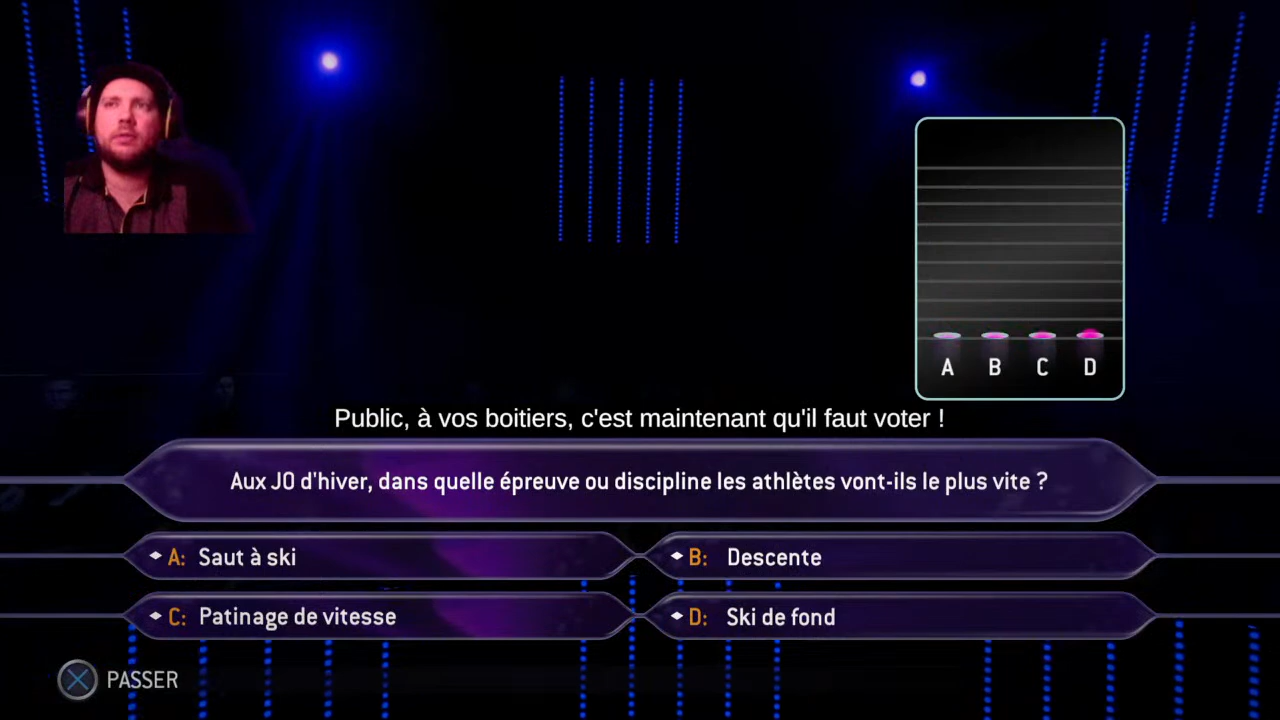 A B C D
Public, à vos boitiers, c'est maintenant qu'il faut voter !
Aux JO d'hiver, dans quelle épreuve ou discipline les athlètes vont-ils le plus vite ?
A: Saut à ski
B: Descente
C: Patinage de vitesse
D: Ski de fond
PASSER